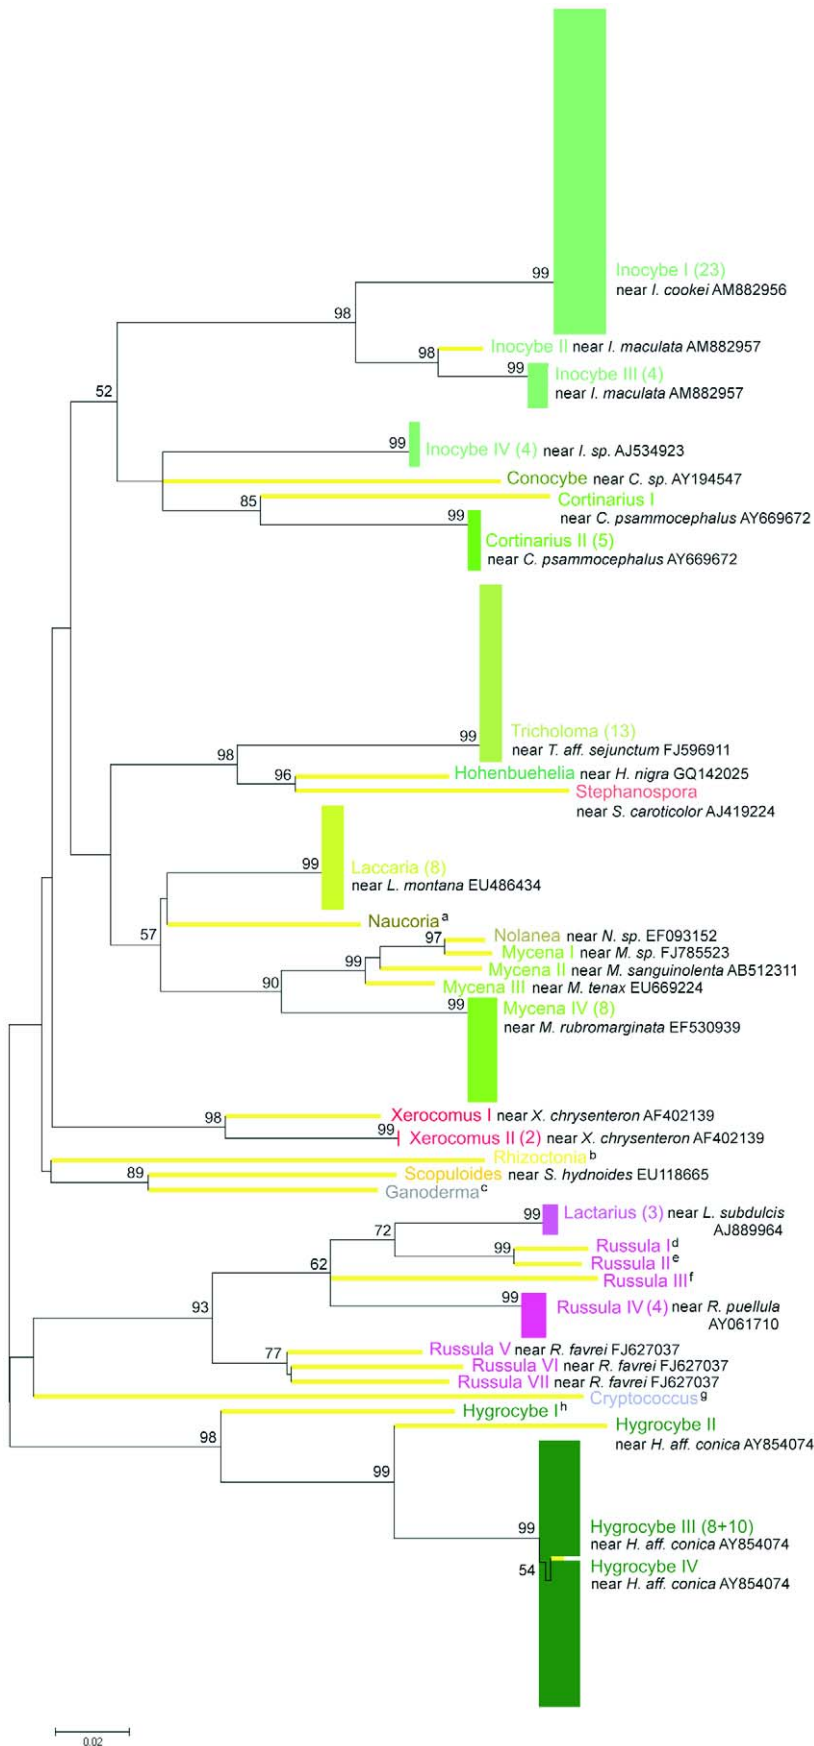 99
Inocybe I (23)
near I. cookei AM882956
98
98
Inocybe II near I. maculata AM882957
99
Inocybe III (4)
near I. maculata AM882957
52
99
Inocybe IV (4) near I. sp. AJ534923
Conocybe near C. sp. AY194547
85
Cortinarius I
near C. psammocephalus AY669672
99
Cortinarius II (5)
near C. psammocephalus AY669672
99
Tricholoma (13)
near T. aff. sejunctum FJ596911
98
96
Hohenbuehelia near H. nigra GQ142025
Stephanospora
near S. caroticolor AJ419224
99
Laccaria (8)
near L. montana EU486434
57
Naucoria a
97
Nolanea near N. sp. EF093152
Mycena I near M. sp. FJ785523
99
Mycena II near M. sanguinolenta AB512311
Mycena III near M. tenax EU669224
90
99
Mycena IV (8)
near M. rubromarginata EF530939
98
Xerocomus I near X. chrysenteron AF402139
99
Xerocomus II (2) near X. chrysenteron AF402139
Rhizoctonia b
89
Scopuloides near S. hydnoides EU118665
Ganoderma c
99
Lactarius (3) near L. subdulcis
AJ889964
72
99
Russula I d
Russula II e
62
Russula III f
99
Russula IV (4) near R. puellula
AY061710
93
77
Russula V near R. favrei FJ627037
Russula VI near R. favrei FJ627037
Russula VII near R. favrei FJ627037
Cryptococcus g
Hygrocybe I h
98
Hygrocybe II
near H. aff. conica AY854074
99
99
Hygrocybe III (8+10)
near H. aff. conica AY854074
54
Hygrocybe IV
near H. aff. conica AY854074
0.02